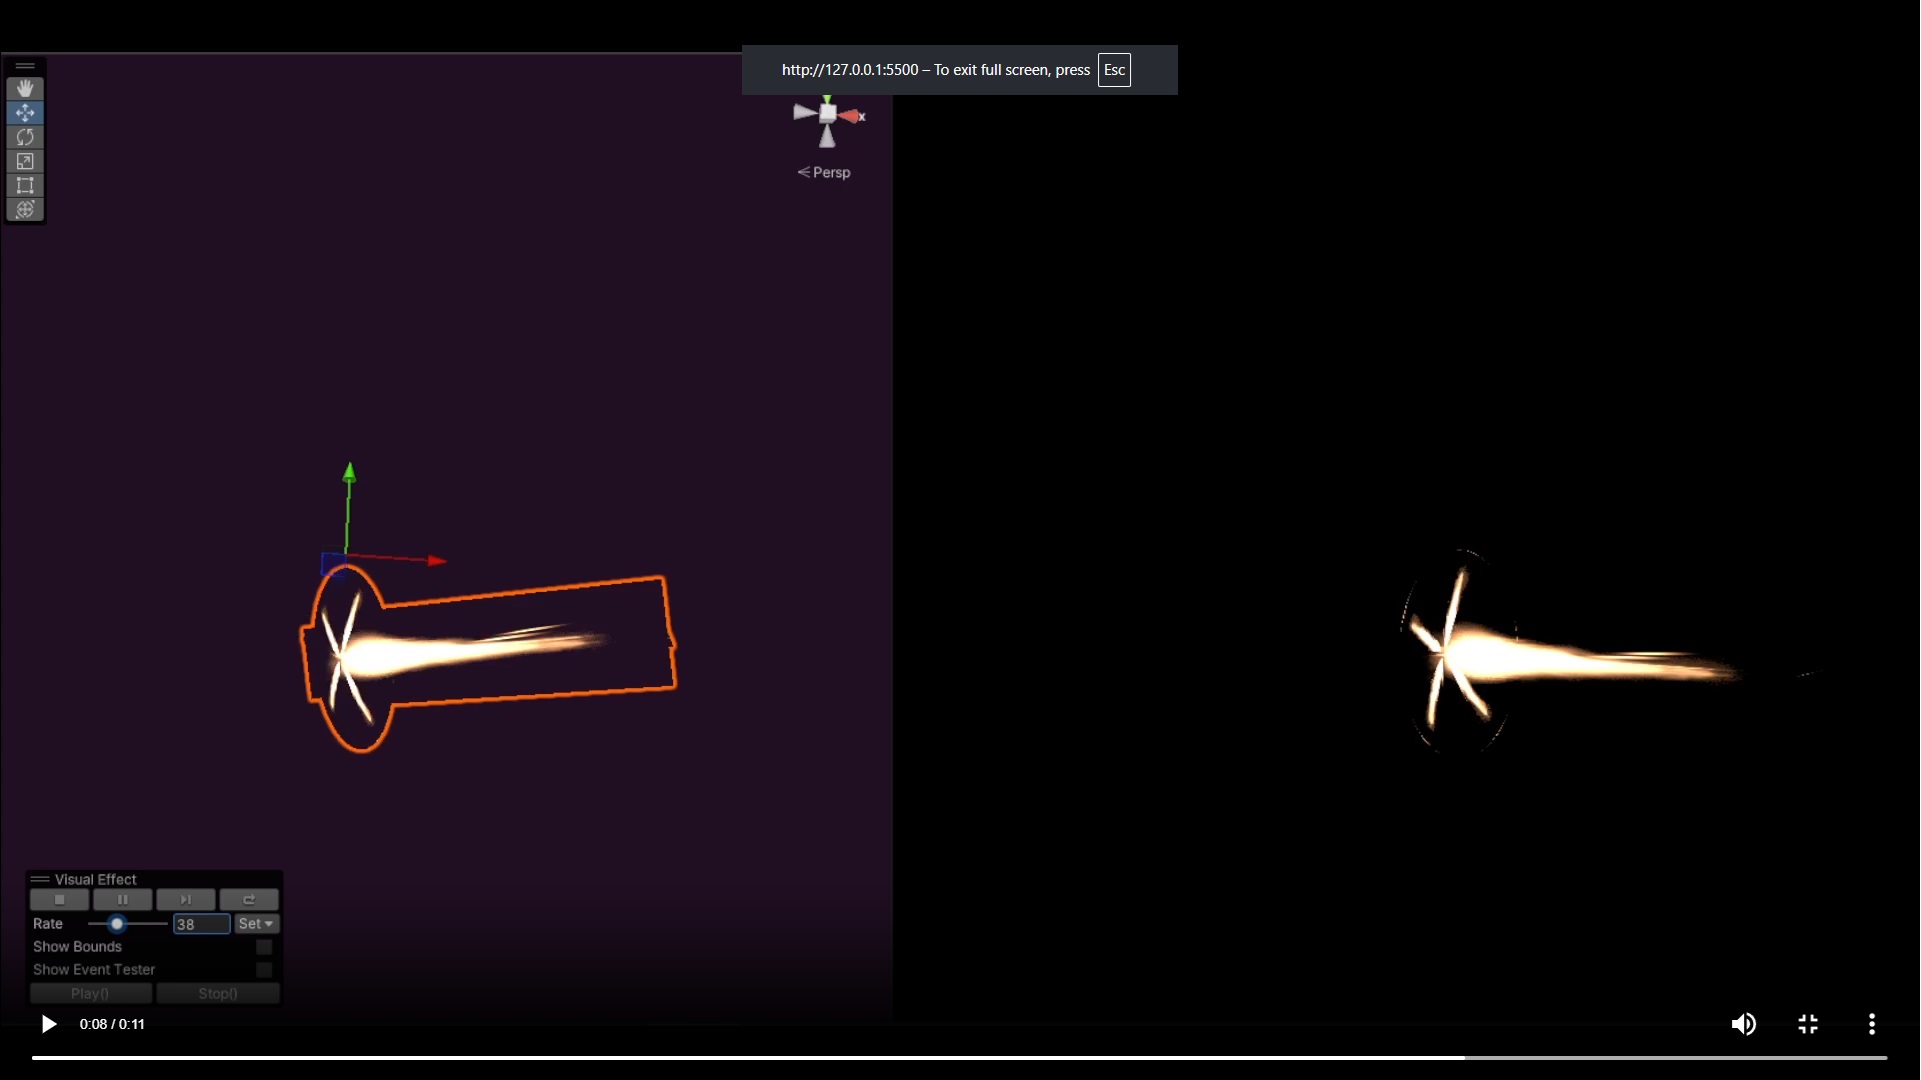 http://127.0.0.1:5500 – To exit full screen, press Esc
x
< Persp
Visual Effect
Rate 38 Set
Show Bounds
Show Event Tester
Play() Stop()
0:08 / 0:11